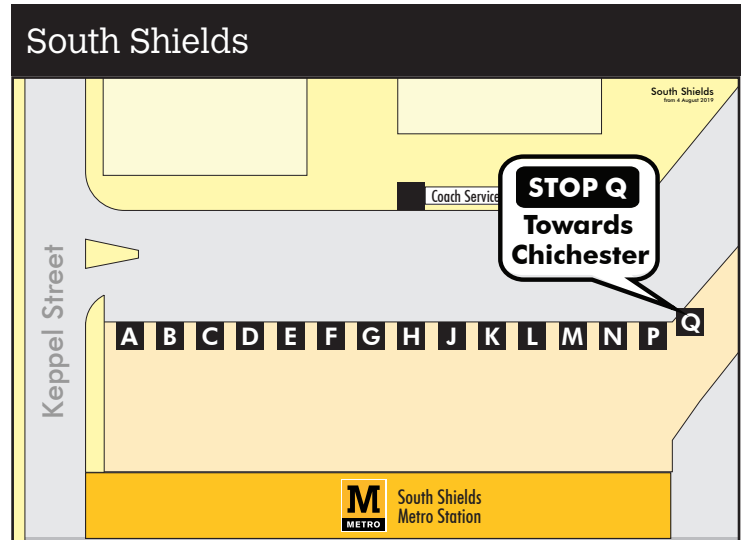 South Shields
South Shields
from 4 August 2019
Coach Service
STOP Q
Towards
Chichester
Keppel Street
A B C D E F G H J K L M N P Q
M
METRO
South Shields
Metro Station